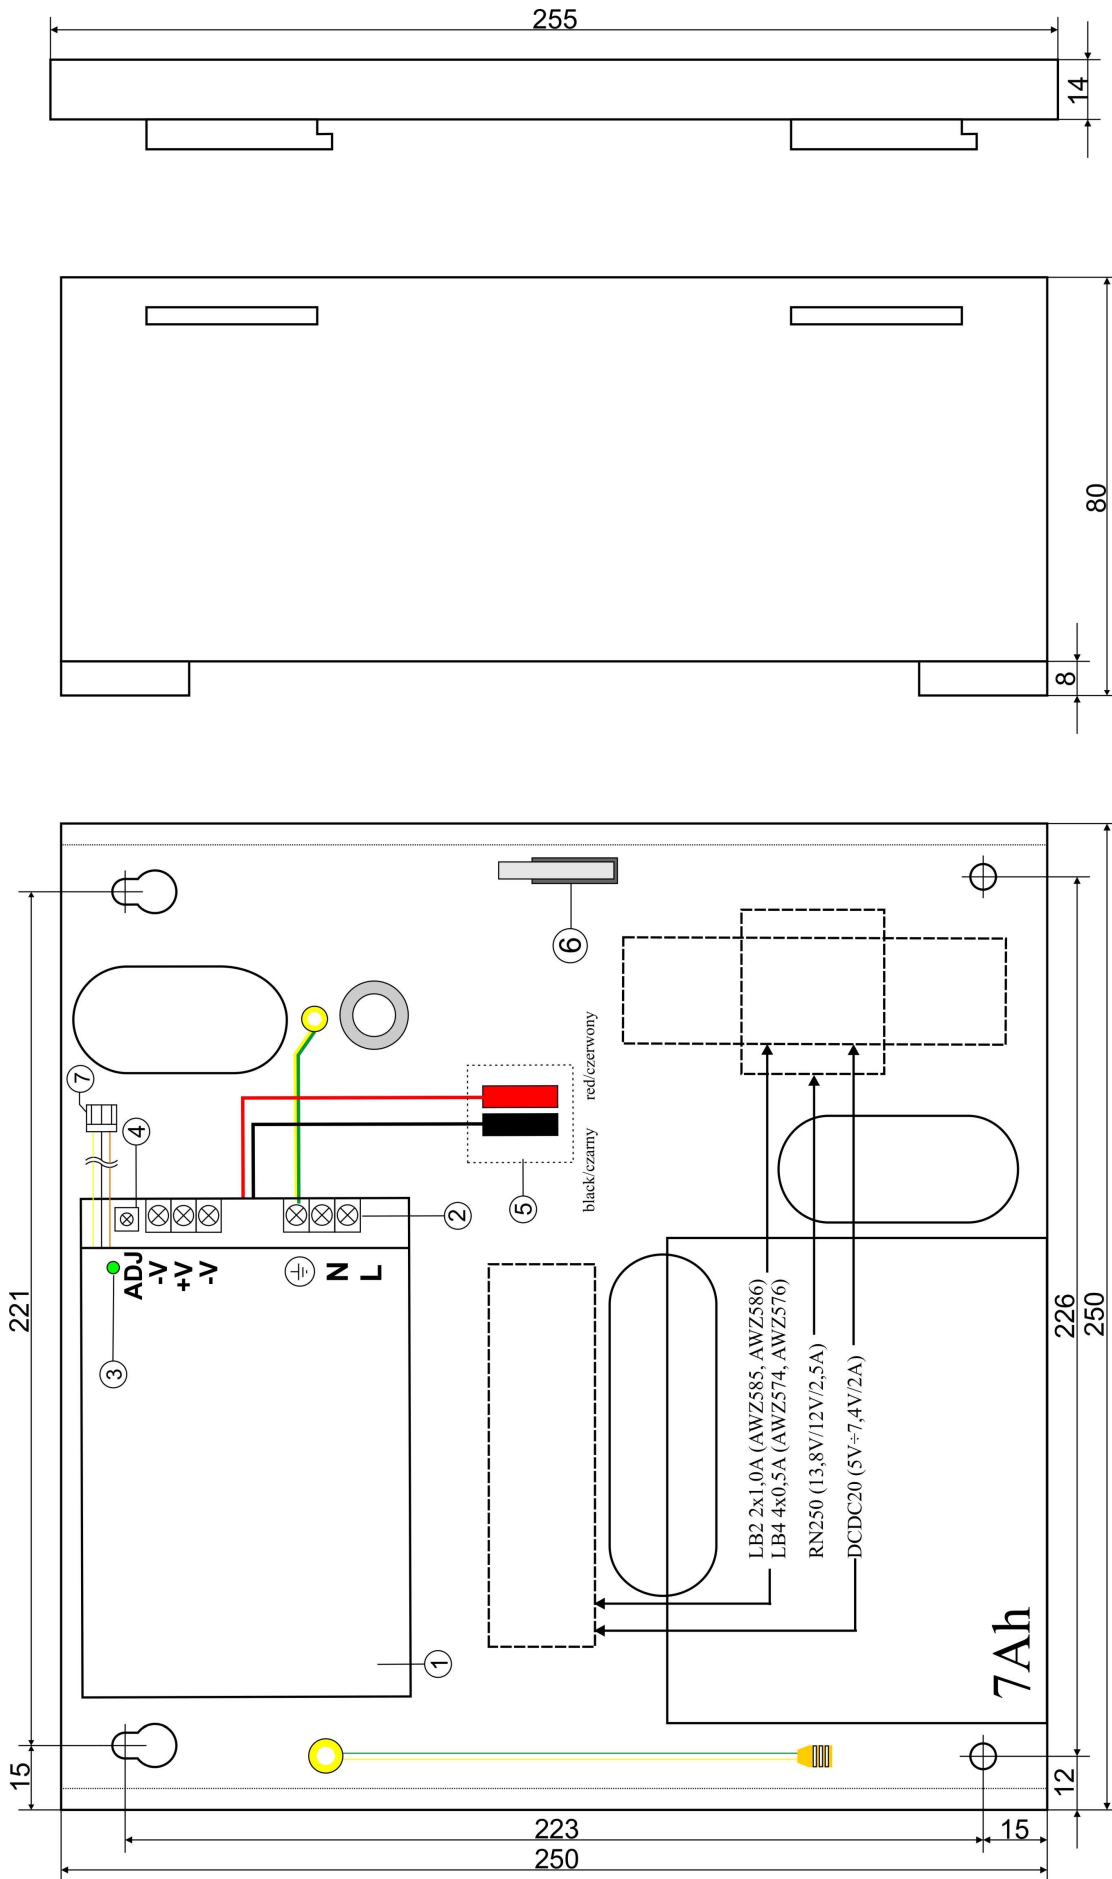 255
14
80
8
7
4
6
red/czerwony
black/czarny
5
2
ADJ
-V
+V
-V
N
L
3
1
221
15
LB2 2x1,0A (AWZ585, AWZ586)
LB4 4x0,5A (AWZ574, AWZ576)
RN250 (13,8V/12V/2,5A)
DCDC20 (5V÷7,4V/2A)
7Ah
226
250
12
223
15
250